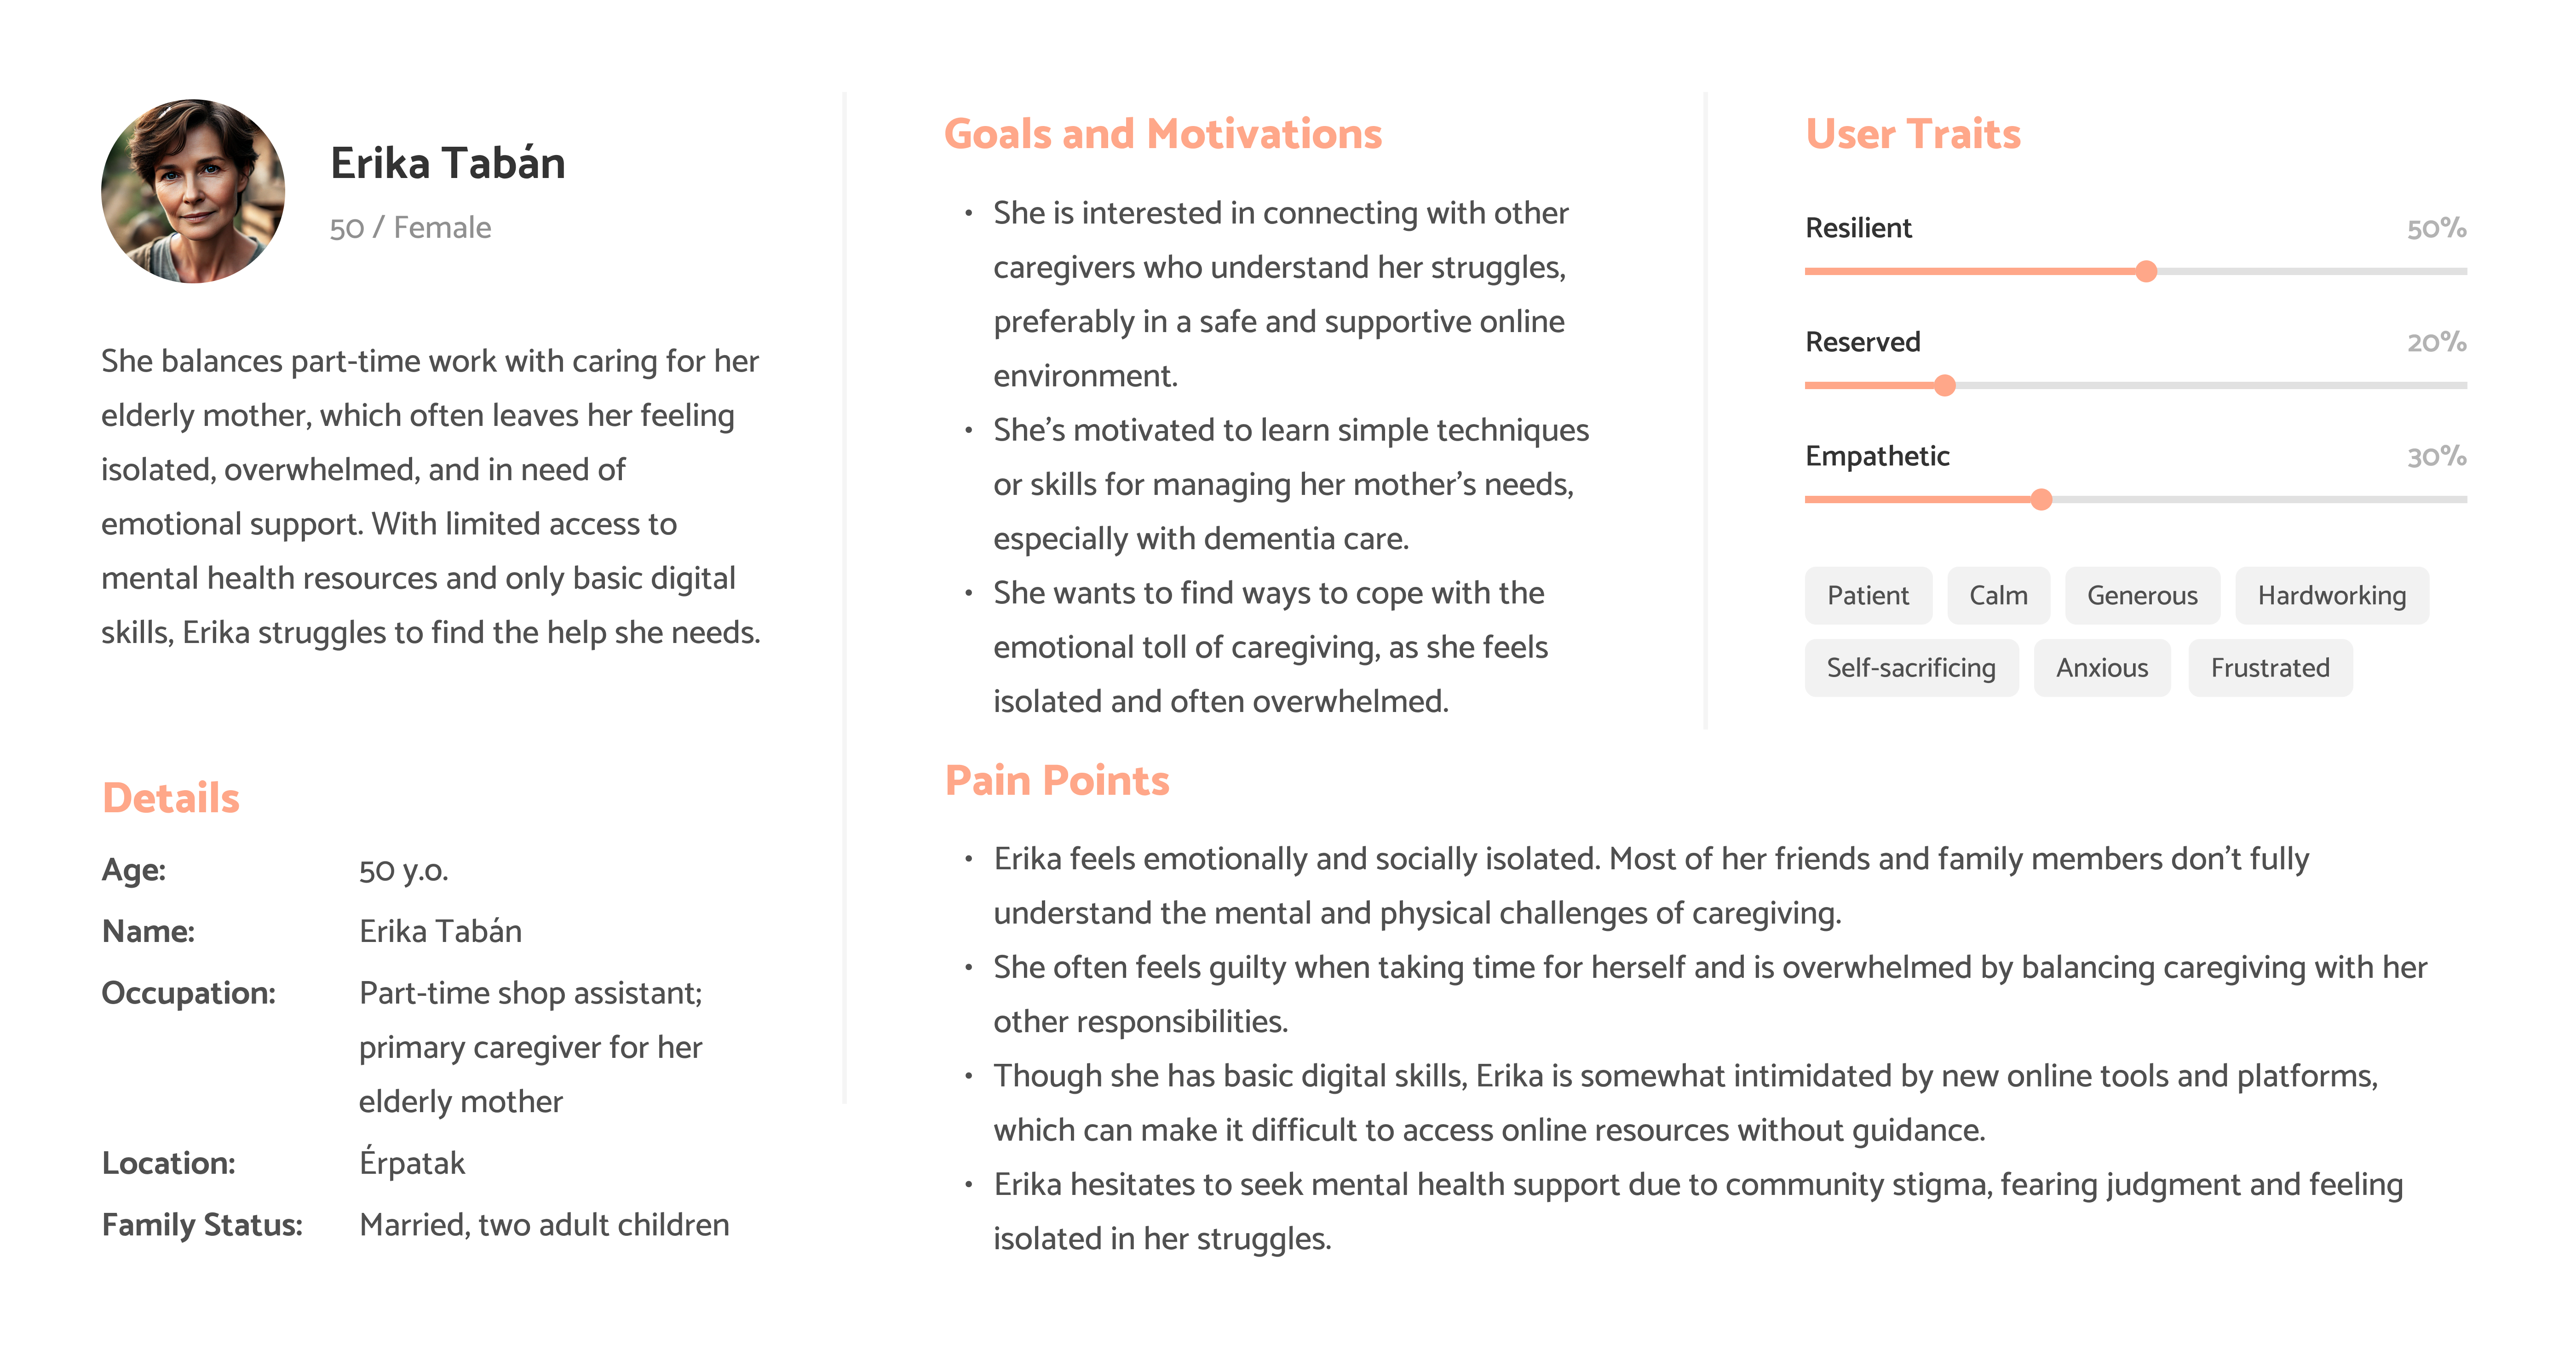 Erika Tabán
50 / Female
She balances part-time work with caring for her
elderly mother, which often leaves her feeling
isolated, overwhelmed, and in need of
emotional support. With limited access to
mental health resources and only basic digital
skills, Erika struggles to find the help she needs.
Details
Age: 50 y.o.
Name: Erika Tabán
Occupation: Part-time shop assistant;
primary caregiver for her
elderly mother
Location: Érpatak
Family Status: Married, two adult children
Goals and Motivations
• She is interested in connecting with other
caregivers who understand her struggles,
preferably in a safe and supportive online
environment.
• She’s motivated to learn simple techniques
or skills for managing her mother’s needs,
especially with dementia care.
• She wants to find ways to cope with the
emotional toll of caregiving, as she feels
isolated and often overwhelmed.
User Traits
Resilient 50%
Reserved 20%
Empathetic 30%
Patient Calm Generous Hardworking
Self-sacrificing Anxious Frustrated
Pain Points
• Erika feels emotionally and socially isolated. Most of her friends and family members don’t fully
understand the mental and physical challenges of caregiving.
• She often feels guilty when taking time for herself and is overwhelmed by balancing caregiving with her
other responsibilities.
• Though she has basic digital skills, Erika is somewhat intimidated by new online tools and platforms,
which can make it difficult to access online resources without guidance.
• Erika hesitates to seek mental health support due to community stigma, fearing judgment and feeling
isolated in her struggles.